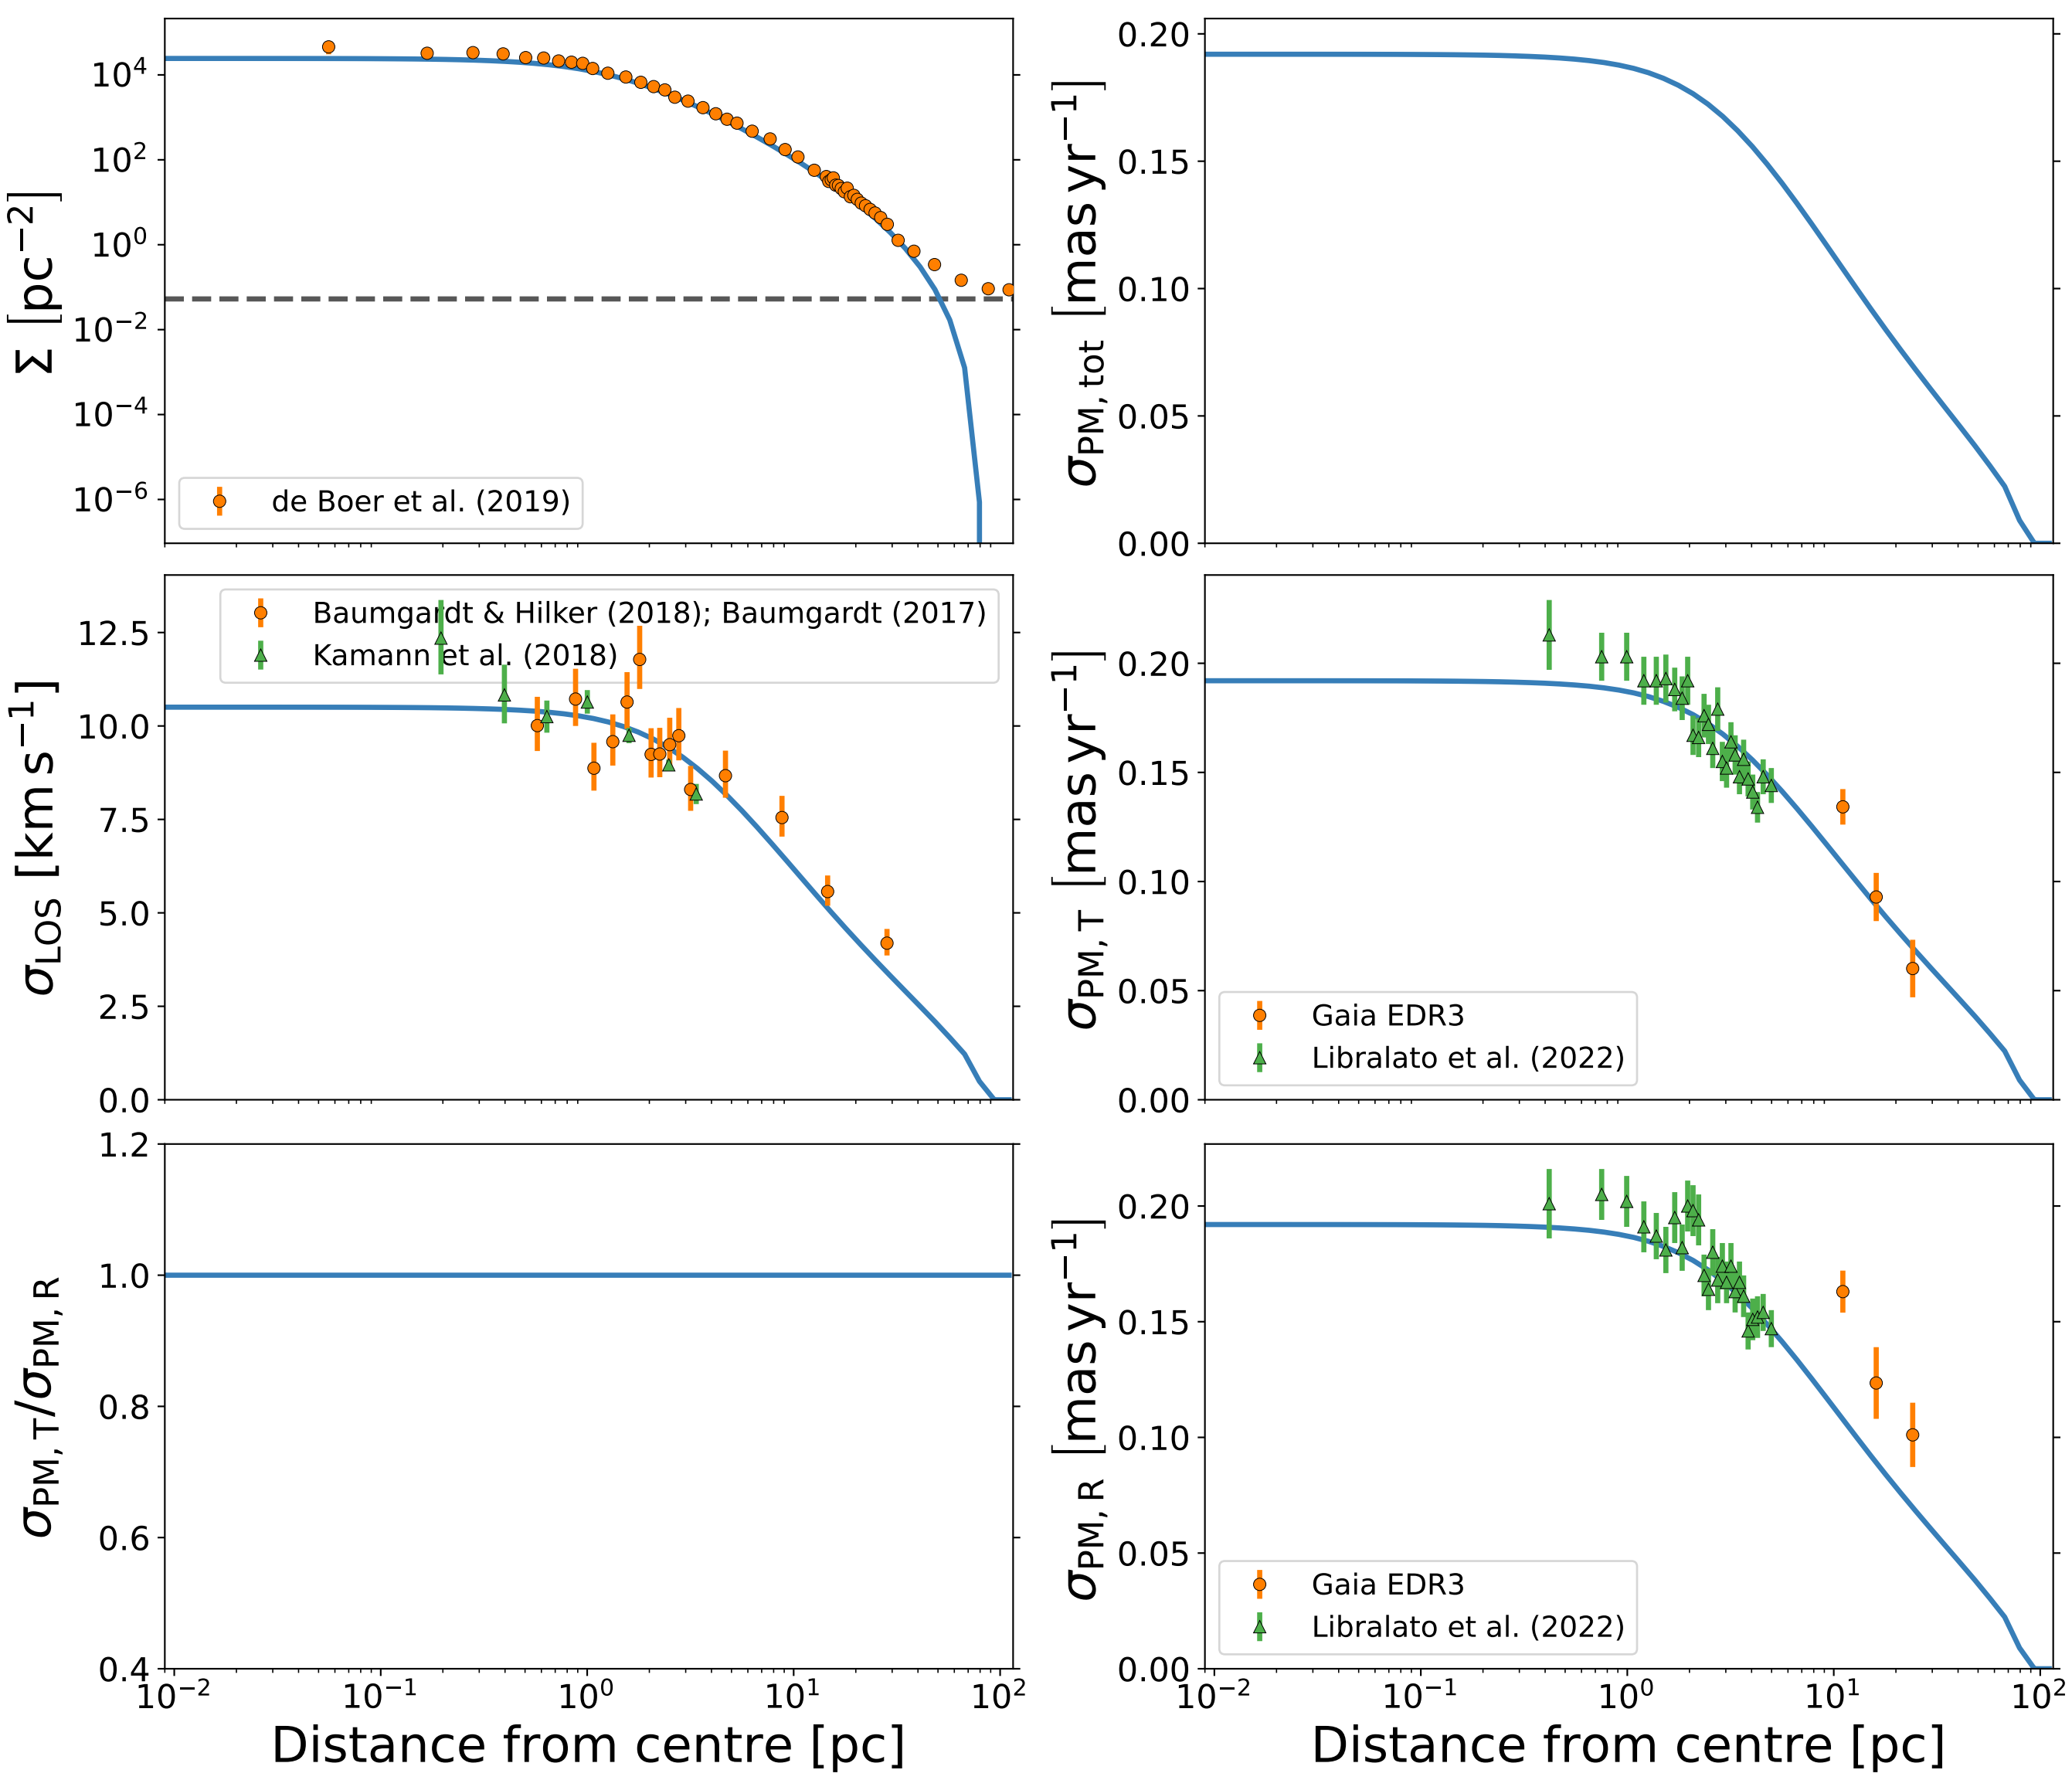 10⁴
10²
10⁰
10⁻²
10⁻⁴
10⁻⁶
Σ [pc⁻²]
de Boer et al. (2019)
0.20
0.15
0.10
0.05
0.00
σPM, tot [mas yr⁻¹]
12.5
10.0
7.5
5.0
2.5
0.0
σLOS [km s⁻¹]
Baumgardt & Hilker (2018); Baumgardt (2017)
Kamann et al. (2018)
0.20
0.15
0.10
0.05
0.00
σPM, T [mas yr⁻¹]
Gaia EDR3
Libralato et al. (2022)
1.2
1.0
0.8
0.6
0.4
σPM, T/σPM, R
10⁻² 10⁻¹ 10⁰ 10¹ 10²
Distance from centre [pc]
0.20
0.15
0.10
0.05
0.00
σPM, R [mas yr⁻¹]
Gaia EDR3
Libralato et al. (2022)
10⁻² 10⁻¹ 10⁰ 10¹ 10²
Distance from centre [pc]